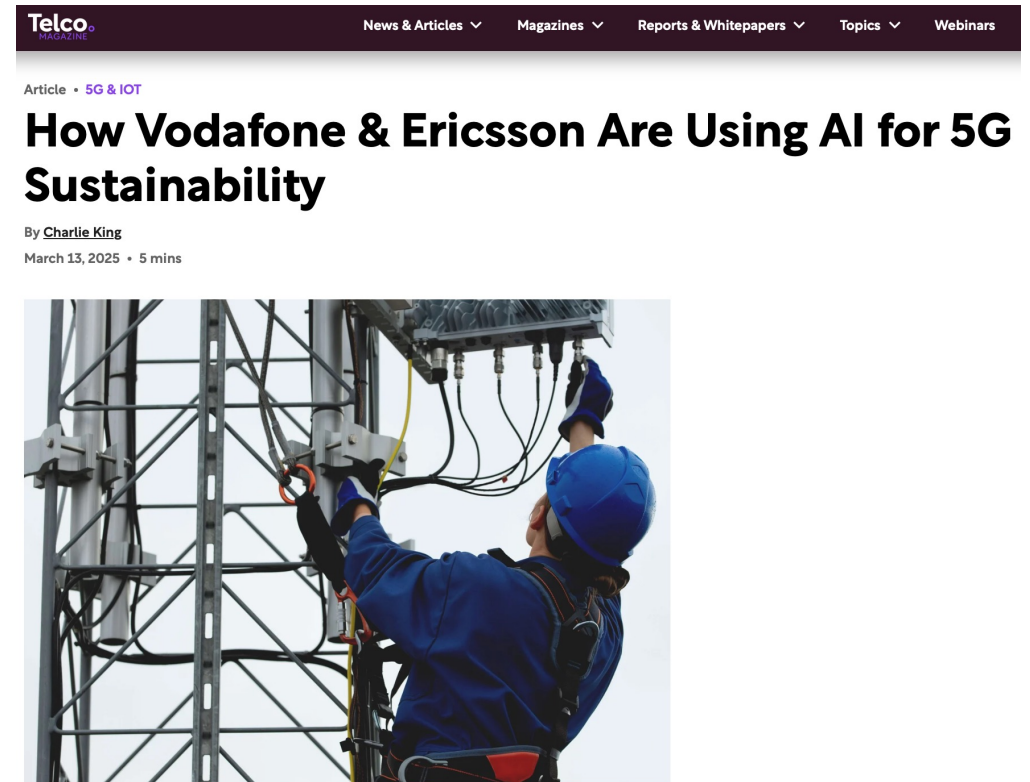 Telco
MAGAZINE
News & Articles Magazines Reports & Whitepapers Topics Webinars
Article • 5G & IOT
How Vodafone & Ericsson Are Using AI for 5G
Sustainability
By Charlie King
March 13, 2025 • 5 mins